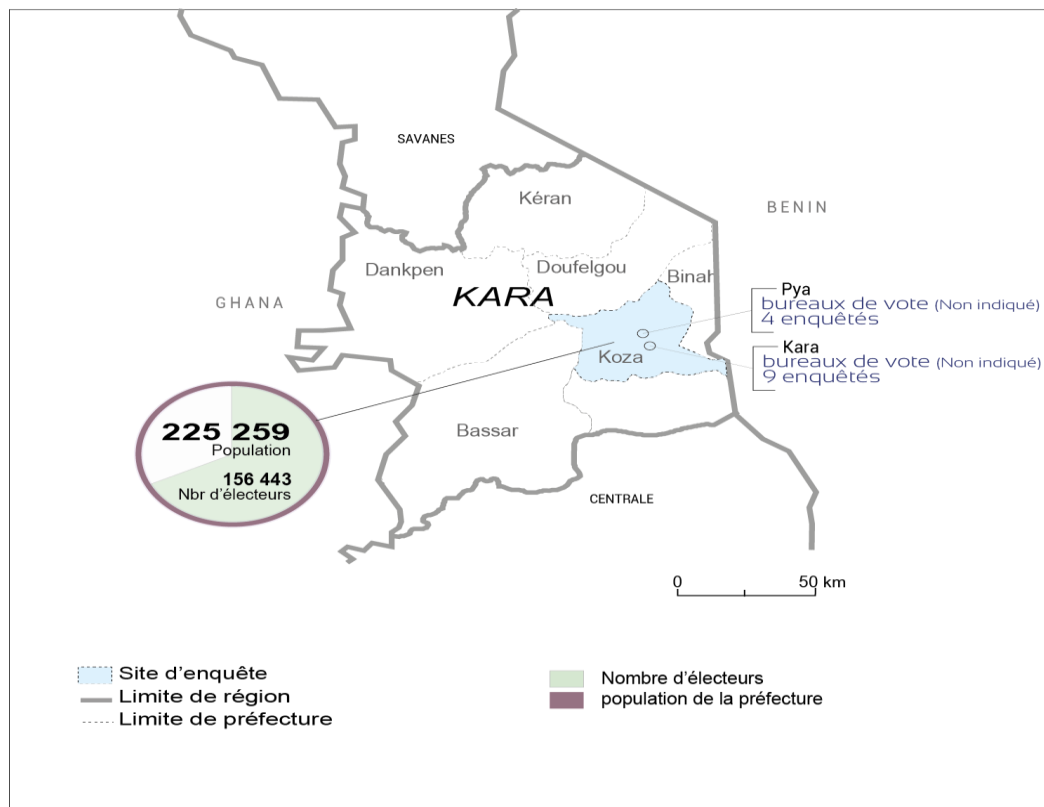 SAVANES
Kéran
BENIN
Dankpen
Doufelgou
Binah
GHANA
KARA
Pya
bureaux de vote (Non indiqué)
4 enquêtés
Kara
bureaux de vote (Non indiqué)
9 enquêtés
Koza
225 259
Population
156 443
Nbr d'électeurs
Bassar
CENTRALE
0 50 km
Site d'enquête
Limite de région
Limite de préfecture
Nombre d'électeurs
population de la préfecture